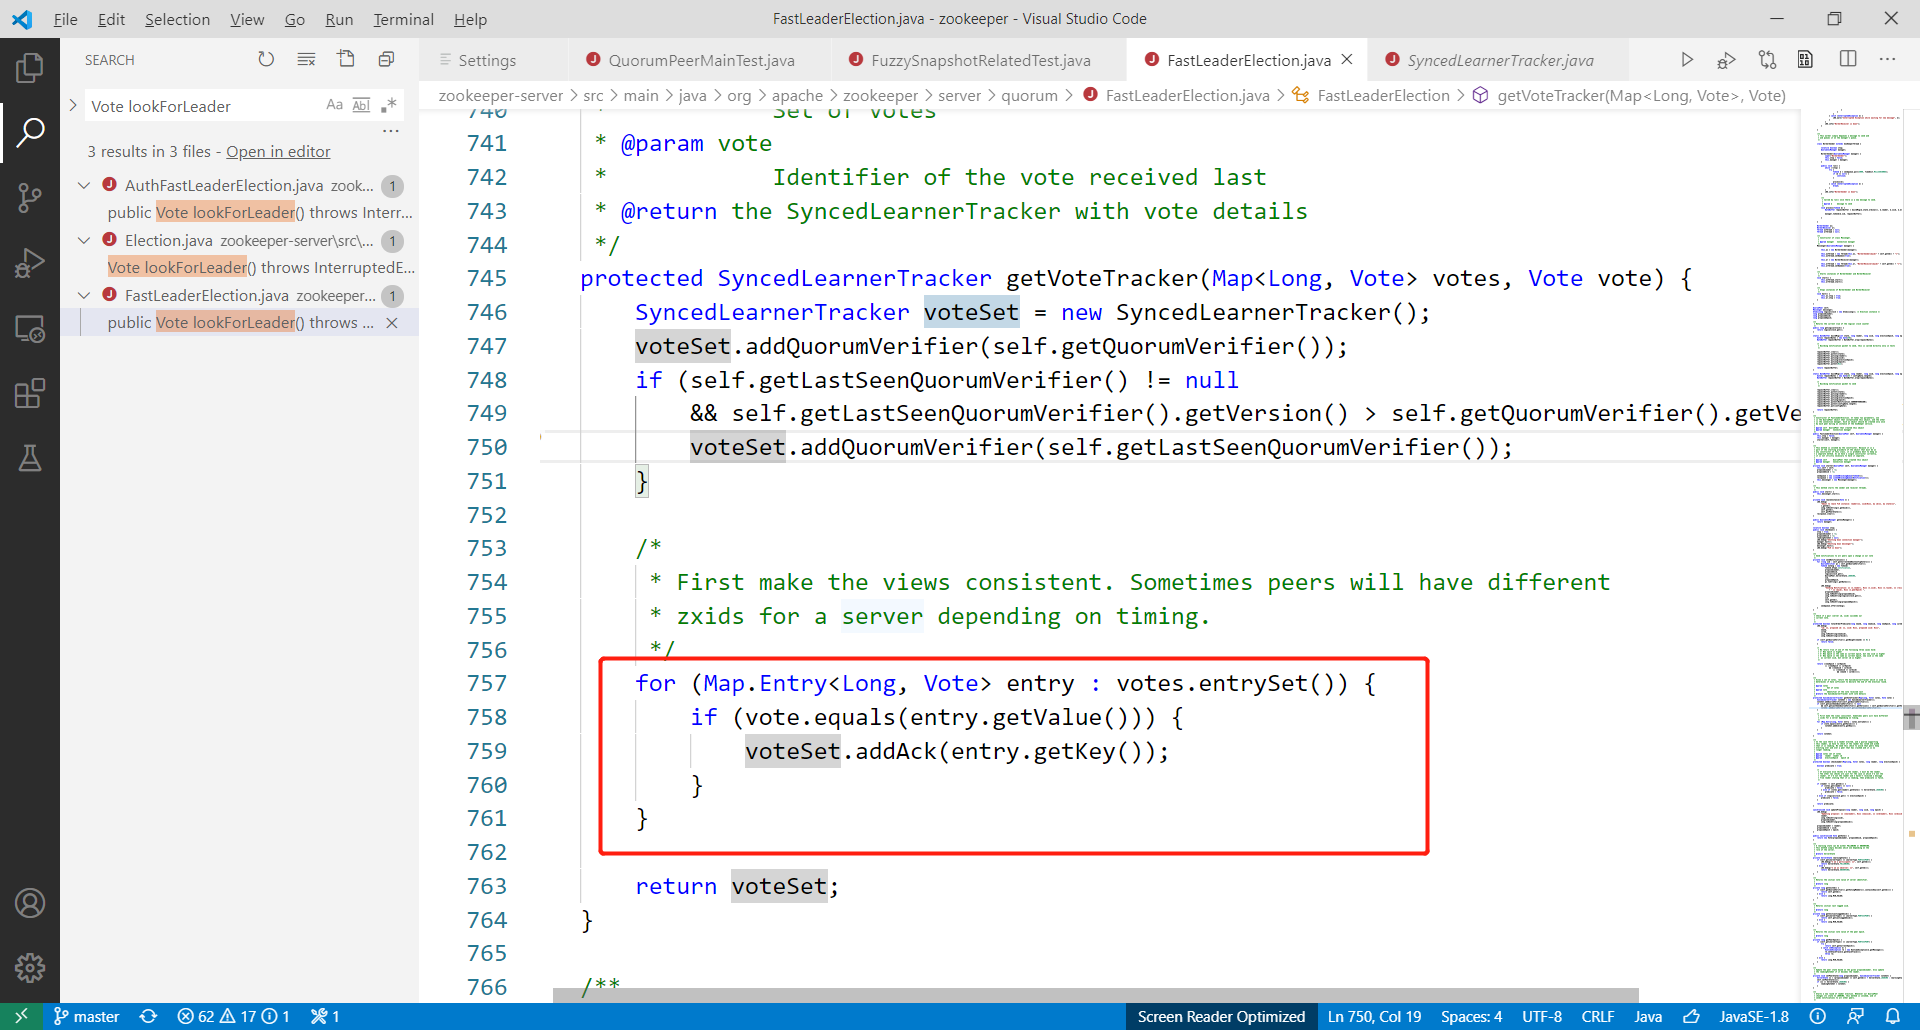 File Edit Selection View Go Run Terminal Help
FastLeaderElection.java - zookeeper - Visual Studio Code
SEARCH
Vote lookForLeader
Aa Abl .*
3 results in 3 files - Open in editor
AuthFastLeaderElection.java zook... 1
public Vote lookForLeader() throws Interr...
Election.java zookeeper-server\src\... 1
Vote lookForLeader() throws InterruptedE...
FastLeaderElection.java zookeeper... 1
public Vote lookForLeader() throws ...
Settings
QuorumPeerMainTest.java
FuzzySnapshotRelatedTest.java
FastLeaderElection.java
SyncedLearnerTracker.java
zookeeper-server > src > main > java > org > apache > zookeeper > server > quorum > FastLeaderElection.java > FastLeaderElection > getVoteTracker(Map<Long, Vote>, Vote)
740 * Set of votes
741 * @param vote
742 * Identifier of the vote received last
743 * @return the SyncedLearnerTracker with vote details
744 */
745 protected SyncedLearnerTracker getVoteTracker(Map<Long, Vote> votes, Vote vote) {
746 SyncedLearnerTracker voteSet = new SyncedLearnerTracker();
747 voteSet.addQuorumVerifier(self.getQuorumVerifier());
748 if (self.getLastSeenQuorumVerifier() != null
749 && self.getLastSeenQuorumVerifier().getVersion() > self.getQuorumVerifier().getVe
750 voteSet.addQuorumVerifier(self.getLastSeenQuorumVerifier());
751 }
752
753 /*
754 * First make the views consistent. Sometimes peers will have different
755 * zxids for a server depending on timing.
756 */
757 for (Map.Entry<Long, Vote> entry : votes.entrySet()) {
758 if (vote.equals(entry.getValue())) {
759 voteSet.addAck(entry.getKey());
760 }
761 }
762
763 return voteSet;
764 }
765
766 /**
master 62 17 1 1
Screen Reader Optimized Ln 750, Col 19 Spaces: 4 UTF-8 CRLF Java JavaSE-1.8